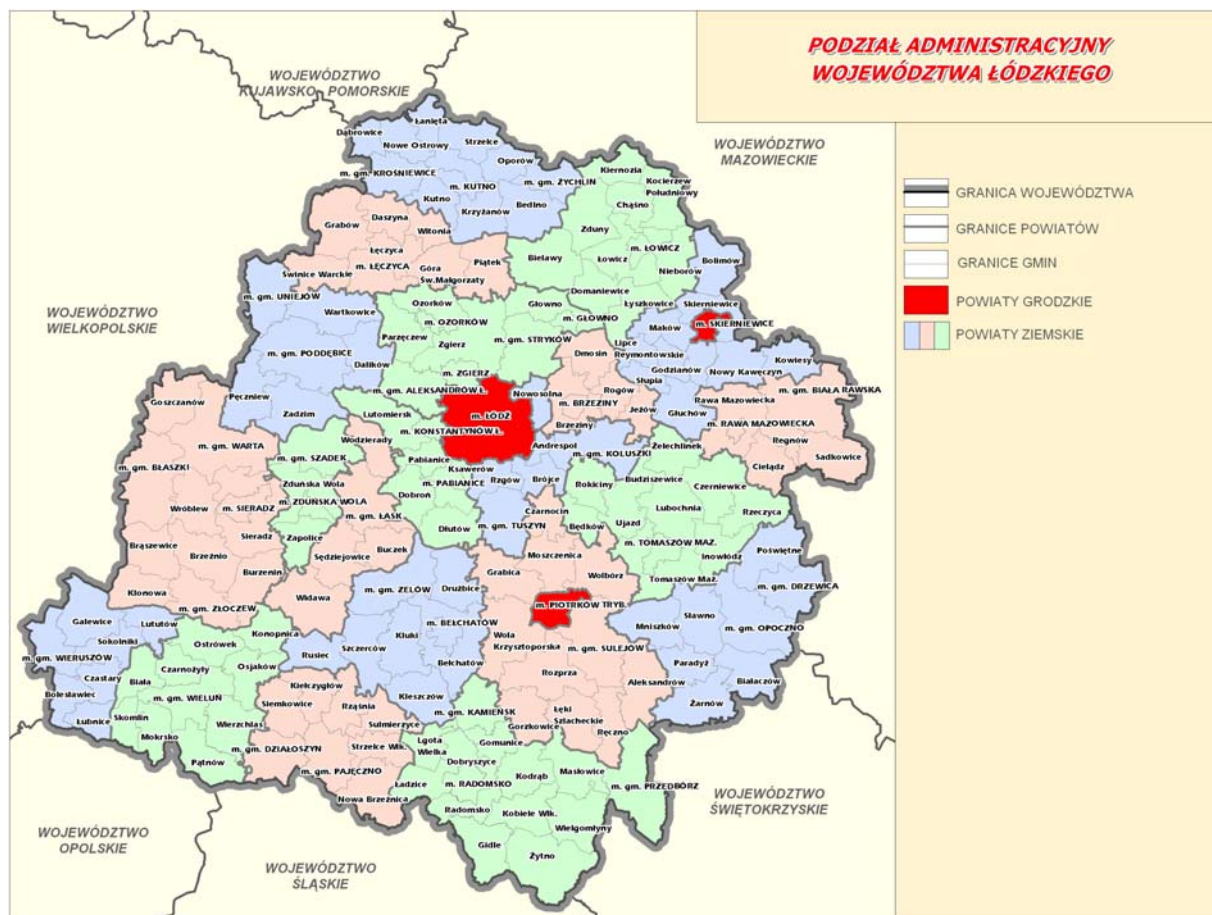 PODZIAŁ ADMINISTRACYJNY
WOJEWÓDZTWA ŁÓDZKIEGO
WOJEWÓDZTWO
KUJAWSKO - POMORSKIE
WOJEWÓDZTWO
MAZOWIECKIE
GRANICA WOJEWÓDZTWA
GRANICE POWIATÓW
GRANICE GMIN
POWIATY GRODZKIE
POWIATY ZIEMSKIE
WOJEWÓDZTWO
WIELKOPOLSKIE
Łanięta
Dąbrowice
Nowe Ostrowy
Strzelce
Oporów
m. gm. KROŚNIEWICE
m. KUTNO
m. gm. ŻYCHLIN
Kutno
Krzyżanów
Bedlno
Kiernozia
Kocierzew
Południowy
Chąśno
Zduny
m. ŁOWICZ
Bielawy
Łowicz
Nieborów
Domaniewice
Łyszkowice
Bolimów
Grabów
Daszyna
Witonia
Łęczyca
m. ŁĘCZYCA
Góra
Św.Małgorzaty
Piątek
Świnice Warckie
m. gm. UNIEJÓW
Wartkowice
m. gm. PODDĘBICE
Dalików
Pęczniew
Zadzim
Ozorków
m. OZORKÓW
Głowno
m. GŁOWNO
Parzęczew
Zgierz
m. gm. STRYKÓW
m. ZGIERZ
m. gm. ALEKSANDRÓW Ł.
Skierniewice
m. SKIERNIEWICE
Maków
Lipce
Reymontowskie
Godzianów
Nowy Kawęczyn
Kowiesy
Słupia
Głuchów
Dmosin
Rogów
m. BRZEZINY
Jeżów
Brzeziny
Rawa Mazowiecka
m. gm. BIAŁA RAWSKA
m. RAWA MAZOWIECKA
Regnów
Sadkowice
Cielądz
Nowosolna
m. ŁÓDŹ
Andrespol
m. gm. KOLUSZKI
Lutomiersk
m. KONSTANTYNÓW Ł.
Pabianice
Ksawerów
m. PABIANICE
Dobroń
Dłutów
Rzgów
Brójce
m. gm. TUSZYN
Goszczanów
m. gm. WARTA
m. gm. BŁASZKI
Wróblew
m. SIERADZ
Sieradz
Brąszewice
Brzeźnio
Burzenin
Klonowa
m. gm. ZŁOCZEW
m. gm. SZADEK
Zduńska Wola
m. ZDUŃSKA WOLA
Zapolice
Wodzierady
m. gm. ŁASK
Buczek
Sędziejowice
Widawa
Żelechlinek
Rokiciny
Budziszewice
Czerniewice
Lubochnia
Rzeczyca
Będków
Ujazd
m. TOMASZÓW MAZ.
Inowłódz
Tomaszów Maz.
Czarnocin
Moszczenica
Grabica
Wolbórz
m. PIOTRKÓW TRYB.
Wola
Krzysztoporska
m. gm. SULEJÓW
Rozprza
Aleksandrów
Łęki
Szlacheckie
Gorzkowice
Ręczno
Poświętne
m. gm. DRZEWICA
Sławno
Mniszków
m. gm. OPOCZNO
Paradyż
Białaczów
Żarnów
m. gm. ZELÓW
Drużbice
Kluki
m. BEŁCHATÓW
Szczerców
Bełchatów
Rusiec
Kleszczów
Galewice
Lututów
Sokolniki
m. gm. WIERUSZÓW
Czastary
Bolesławiec
Łubnice
Konopnica
Ostrówek
Osjaków
Czarnożyły
Biała
m. gm. WIELUŃ
Skomlin
Wierzchlas
Mokrsko
Pątnów
Kiełczygłów
Siemkowice
Rząśnia
Sulmierzyce
m. gm. DZIAŁOSZYN
Strzelce Wlk.
m. gm. PAJĘCZNO
Nowa Brzeźnica
m. gm. KAMIEŃSK
Lgota
Wielka
Gomunice
Dobryszyce
Ładzice
m. RADOMSKO
Kodrąb
Masłowice
m. gm. PRZEDBÓRZ
Radomsko
Kobiele Wlk.
Wielgomłyny
Gidle
Żytno
WOJEWÓDZTWO
ŚWIĘTOKRZYSKIE
WOJEWÓDZTWO
OPOLSKIE
WOJEWÓDZTWO
ŚLĄSKIE